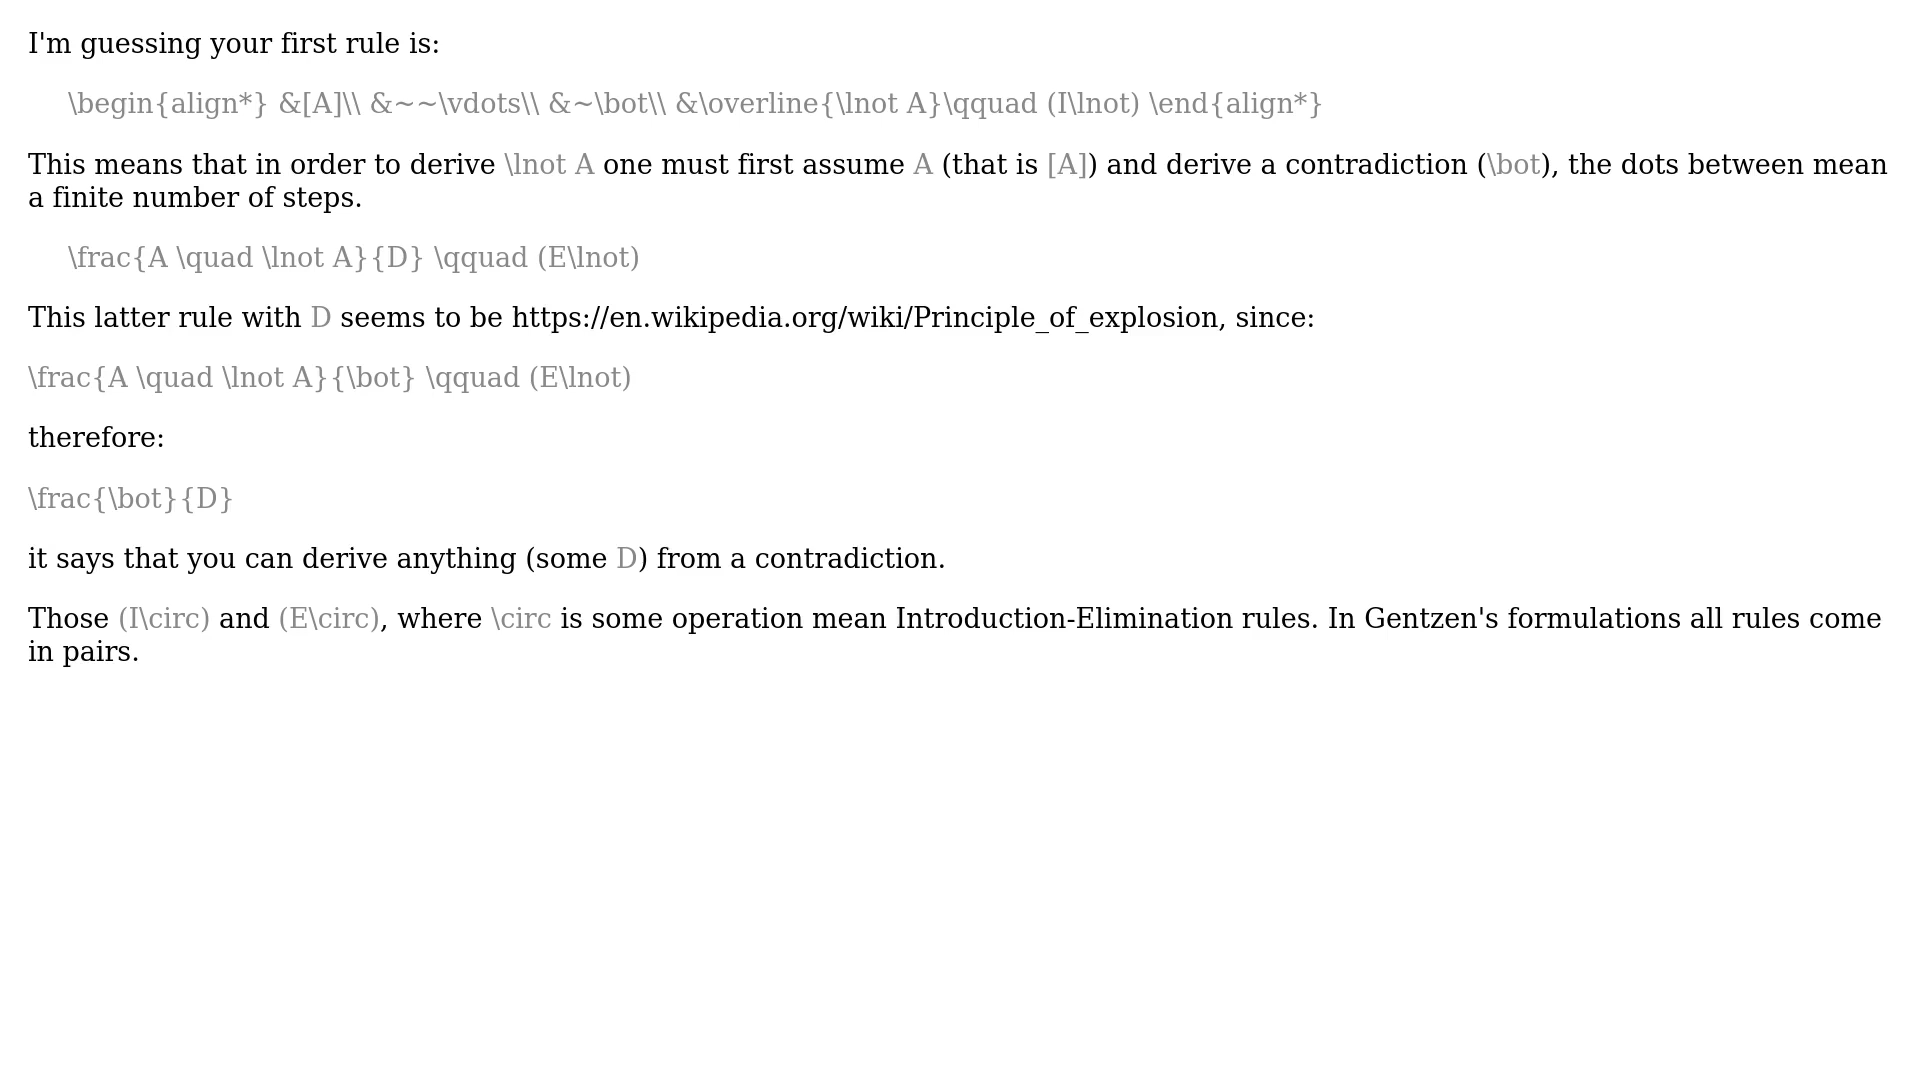 I'm guessing your first rule is:
\begin{align*} &[A]\\ &~~\vdots\\ &~\bot\\ &\overline{\lnot A}\qquad (I\lnot) \end{align*}
This means that in order to derive \lnot A one must first assume A (that is [A]) and derive a contradiction (\bot), the dots between mean
a finite number of steps.
\frac{A \quad \lnot A}{D} \qquad (E\lnot)
This latter rule with D seems to be https://en.wikipedia.org/wiki/Principle_of_explosion, since:
\frac{A \quad \lnot A}{\bot} \qquad (E\lnot)
therefore:
\frac{\bot}{D}
it says that you can derive anything (some D) from a contradiction.
Those (I\circ) and (E\circ), where \circ is some operation mean Introduction-Elimination rules. In Gentzen's formulations all rules come
in pairs.